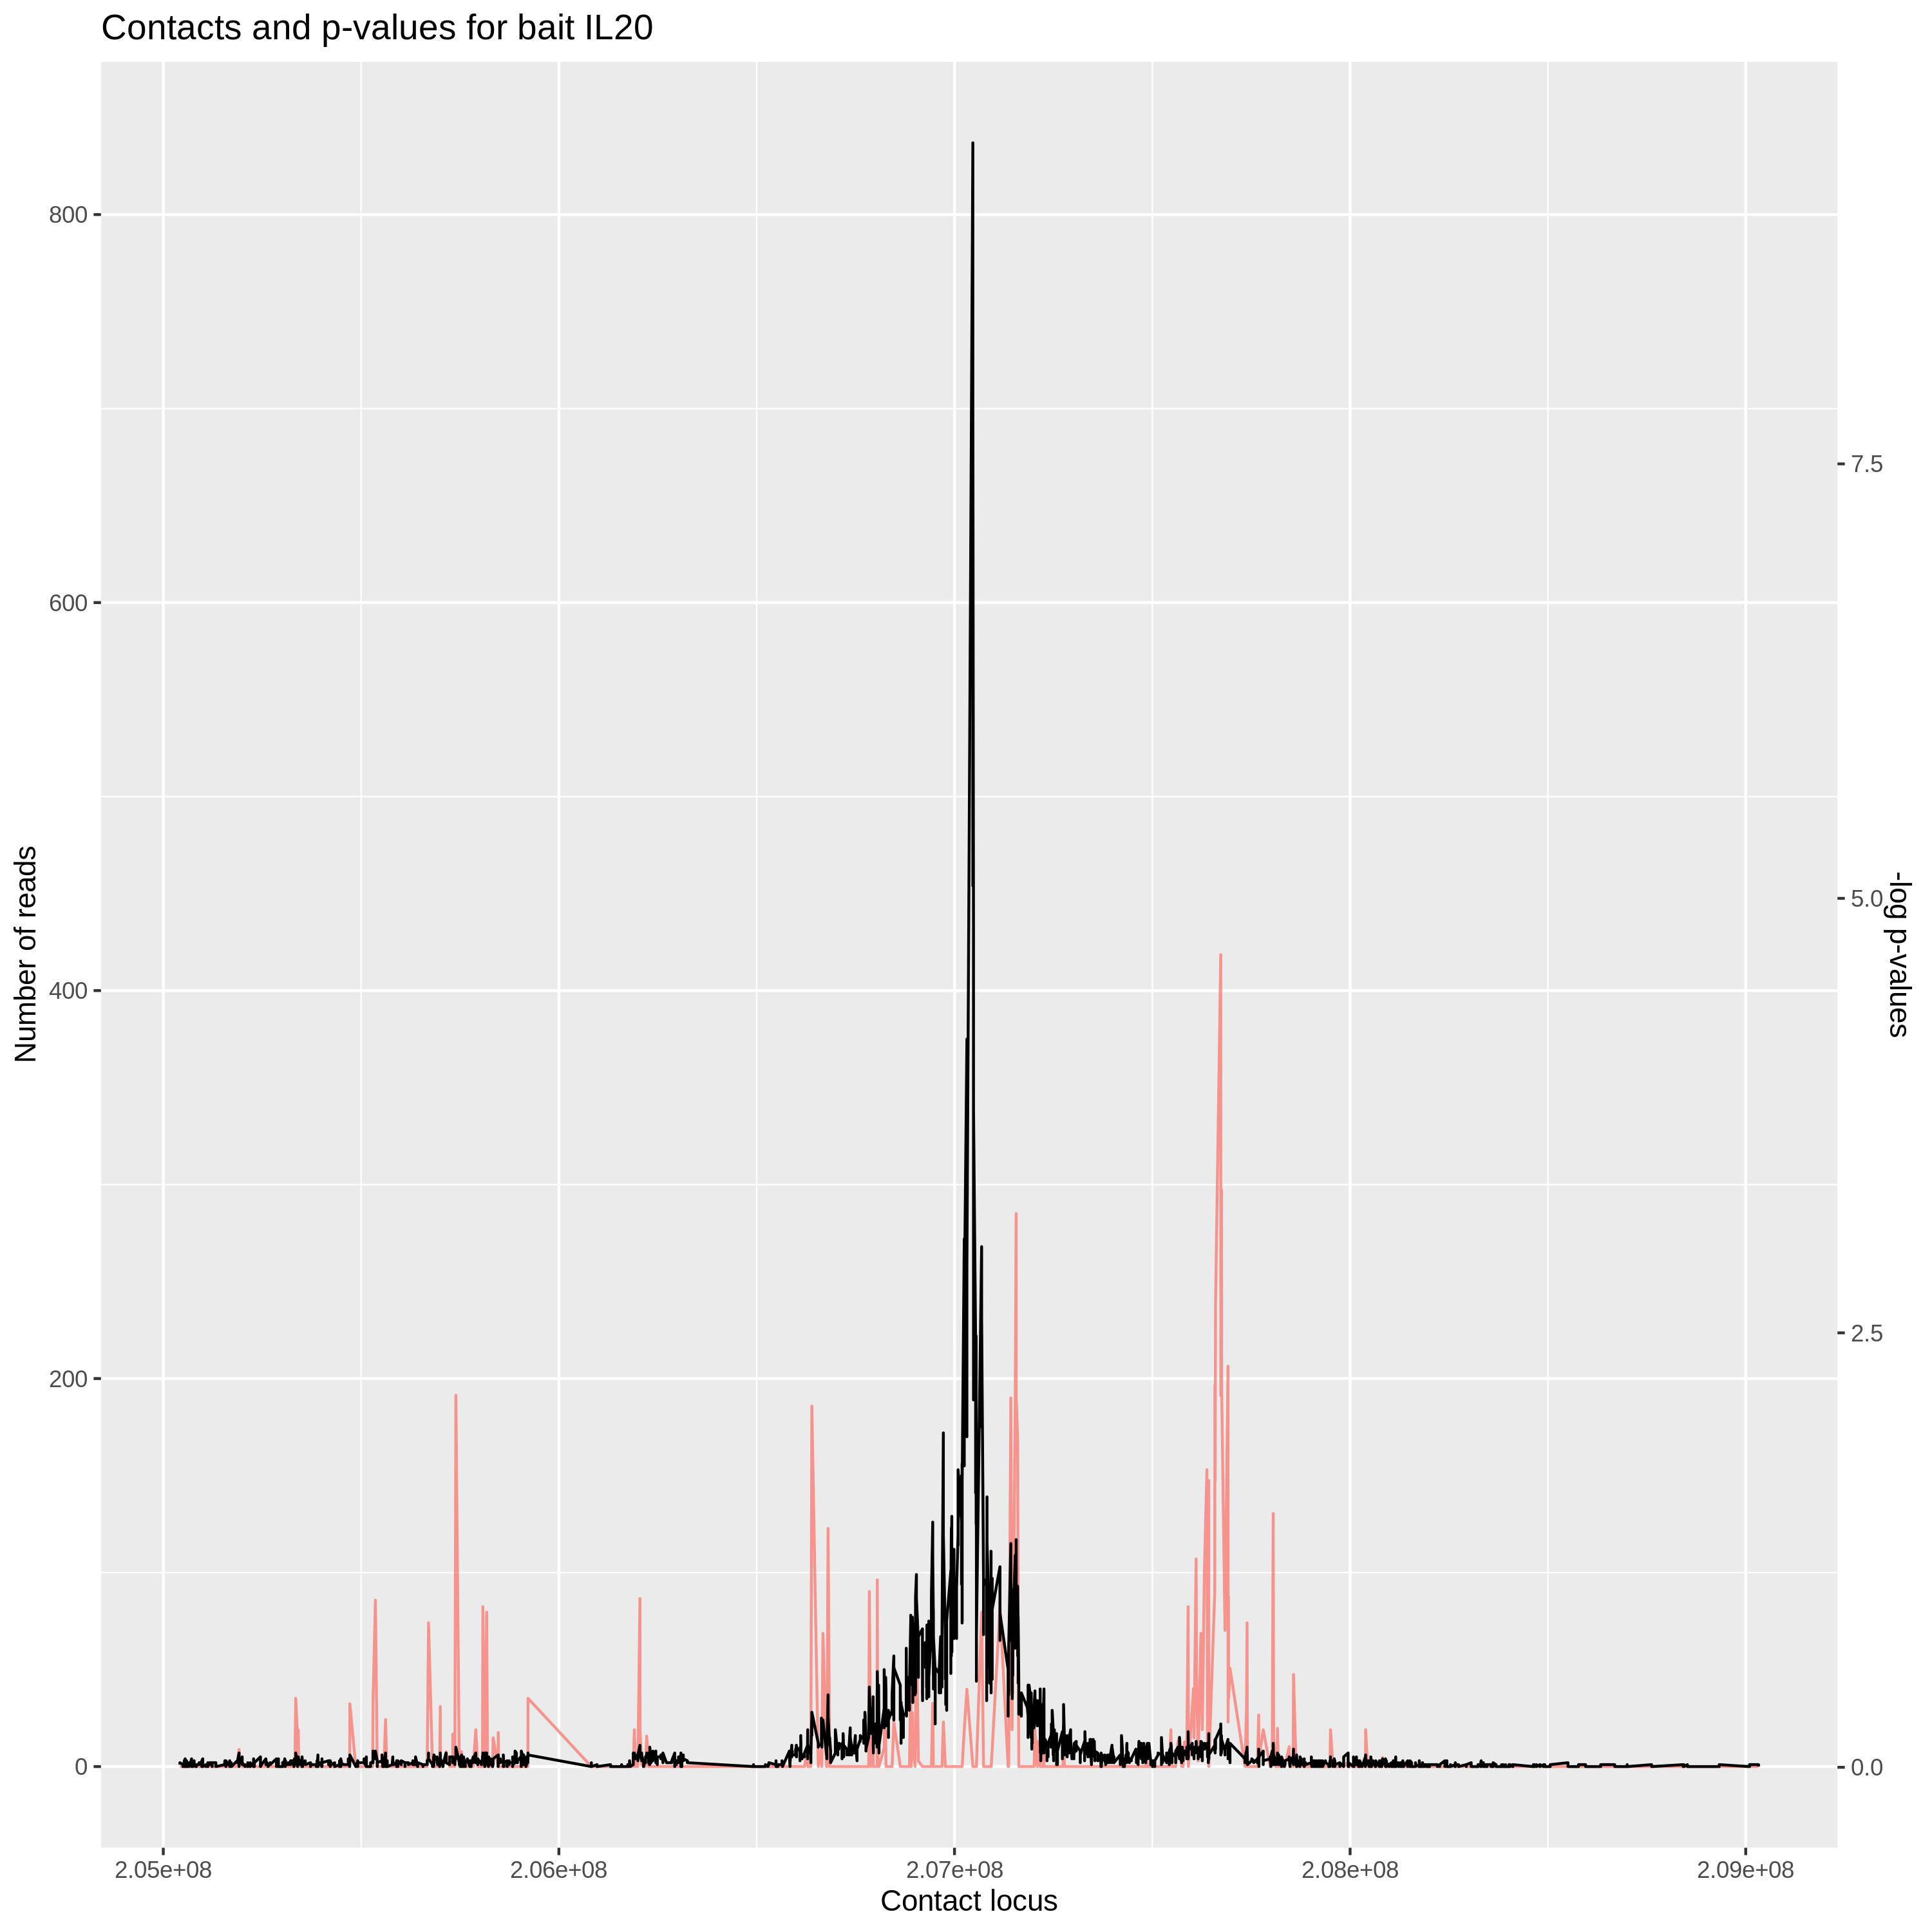 Contacts and p-values for bait IL20
800
600
400
200
0
Number of reads
7.5
5.0
2.5
0.0
-log p-values
2.05e+08
2.06e+08
2.07e+08
2.08e+08
2.09e+08
Contact locus